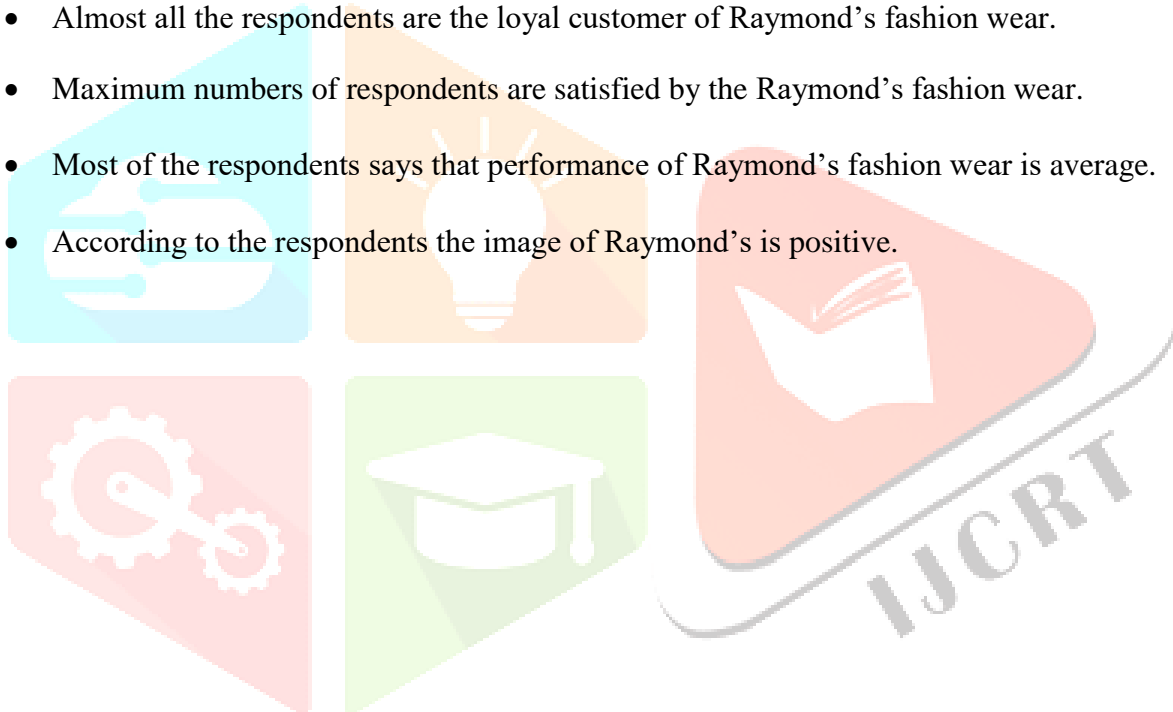 • Almost all the respondents are the loyal customer of Raymond’s fashion wear.
• Maximum numbers of respondents are satisfied by the Raymond’s fashion wear.
• Most of the respondents says that performance of Raymond’s fashion wear is average.
• According to the respondents the image of Raymond’s is positive.
IJCRT